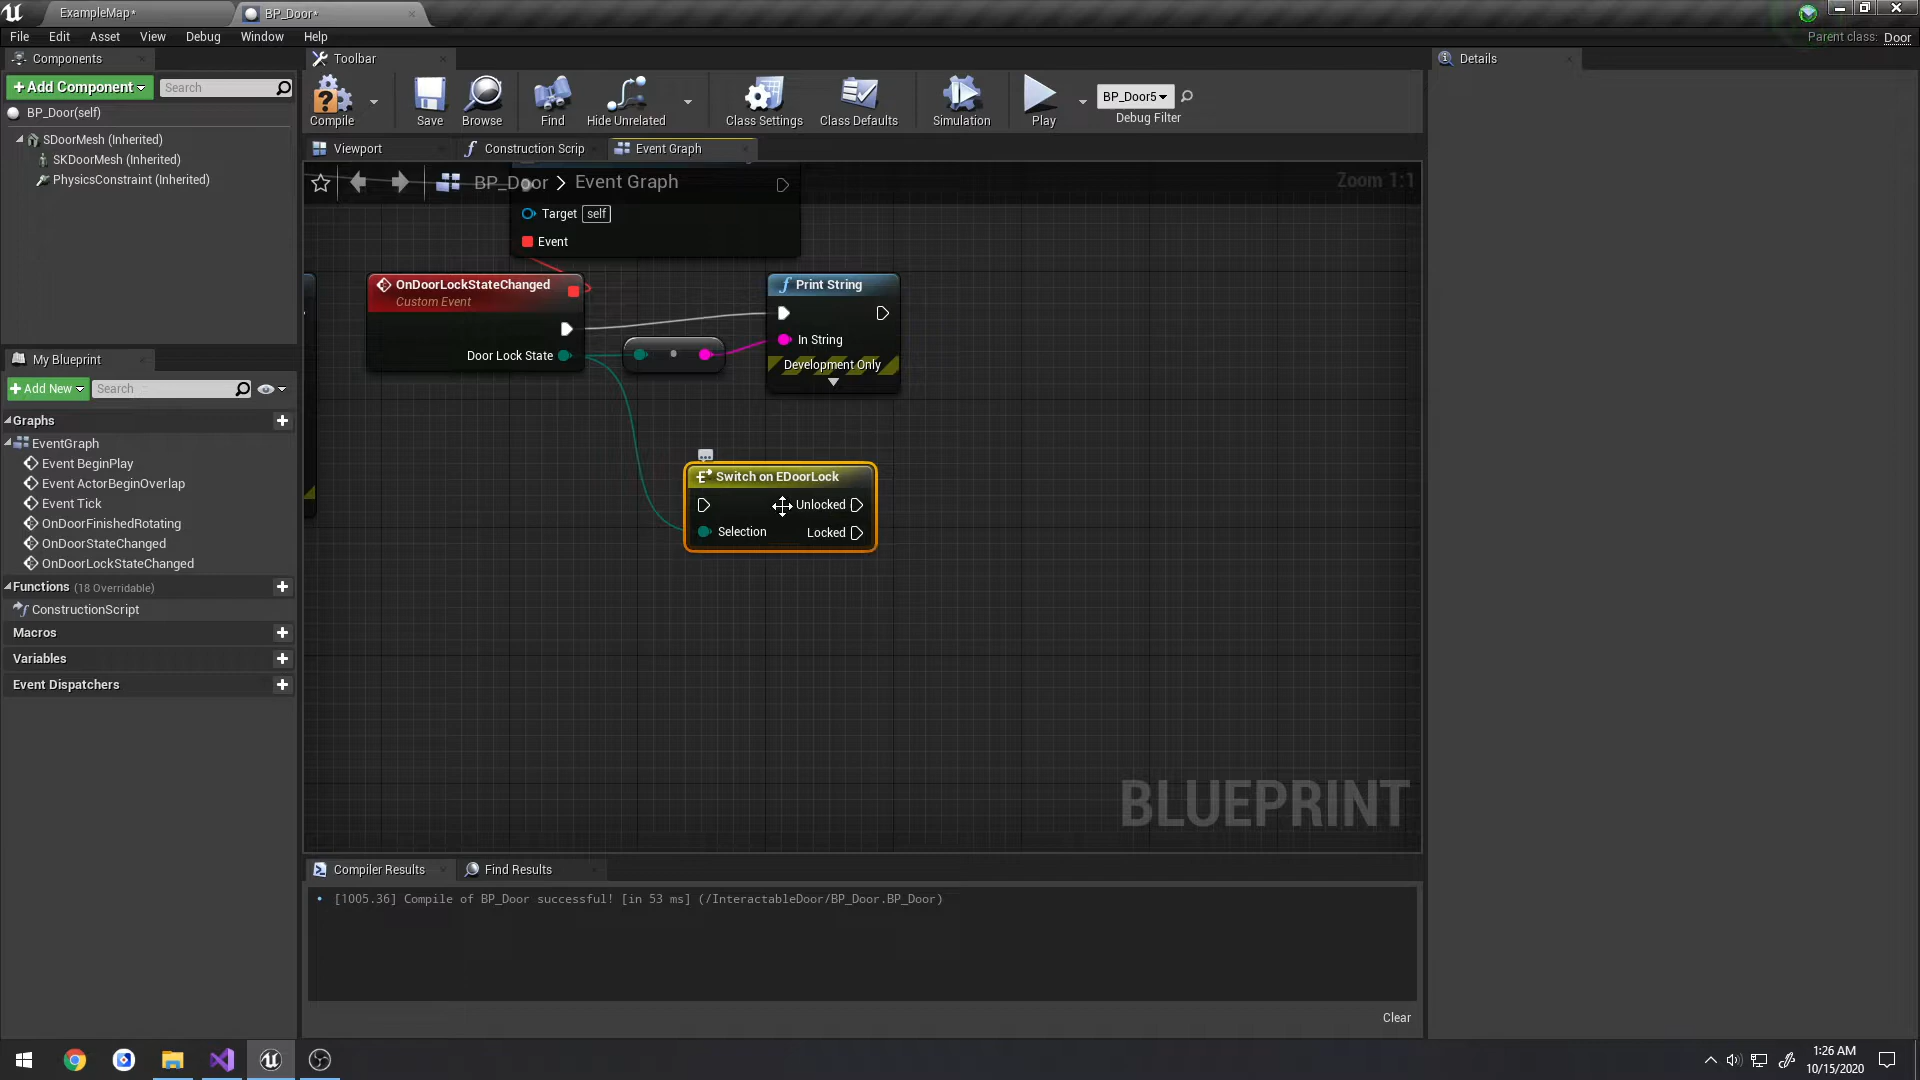 ExampleMap*
BP_Door*
File Edit Asset View Debug Window Help
Parent class: Door
Components
Toolbar
Details
+Add Component
Search
BP_Door(self)
SDoorMesh (Inherited)
SKDoorMesh (Inherited)
PhysicsConstraint (Inherited)
Compile
Save
Browse
Find
Hide Unrelated
Class Settings
Class Defaults
Simulation
Play
BP_Door5
Debug Filter
Viewport
Construction Scrip
Event Graph
BP_Door > Event Graph
Zoom 1:1
Target self
Event
OnDoorLockStateChanged
Custom Event
Door Lock State
Print String
In String
Development Only
Switch on EDoorLock
Unlocked
Selection
Locked
BLUEPRINT
My Blueprint
+Add New
Search
Graphs
EventGraph
Event BeginPlay
Event ActorBeginOverlap
Event Tick
OnDoorFinishedRotating
OnDoorStateChanged
OnDoorLockStateChanged
Functions (18 Overridable)
ConstructionScript
Macros
Variables
Event Dispatchers
Compiler Results
Find Results
[1005.36] Compile of BP_Door successful! [in 53 ms] (/InteractableDoor/BP_Door.BP_Door)
Clear
1:26 AM
10/15/2020